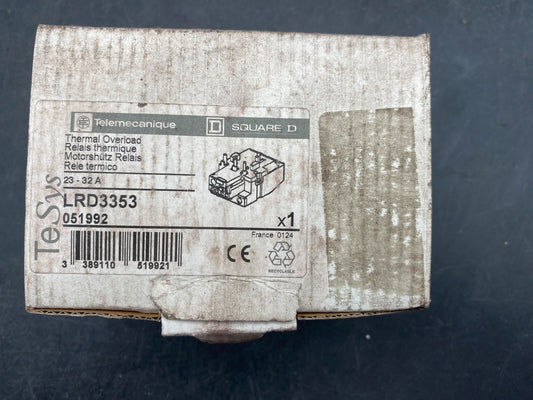 Telemecanique
D SQUARE D
Thermal Overload
Relais thermique
Motorshütz Relais
Rele termico
23 - 32 A
LRD3353
051992
x1
France 0124
TeSys
CE
RECYCLABLE
3 389110 519921